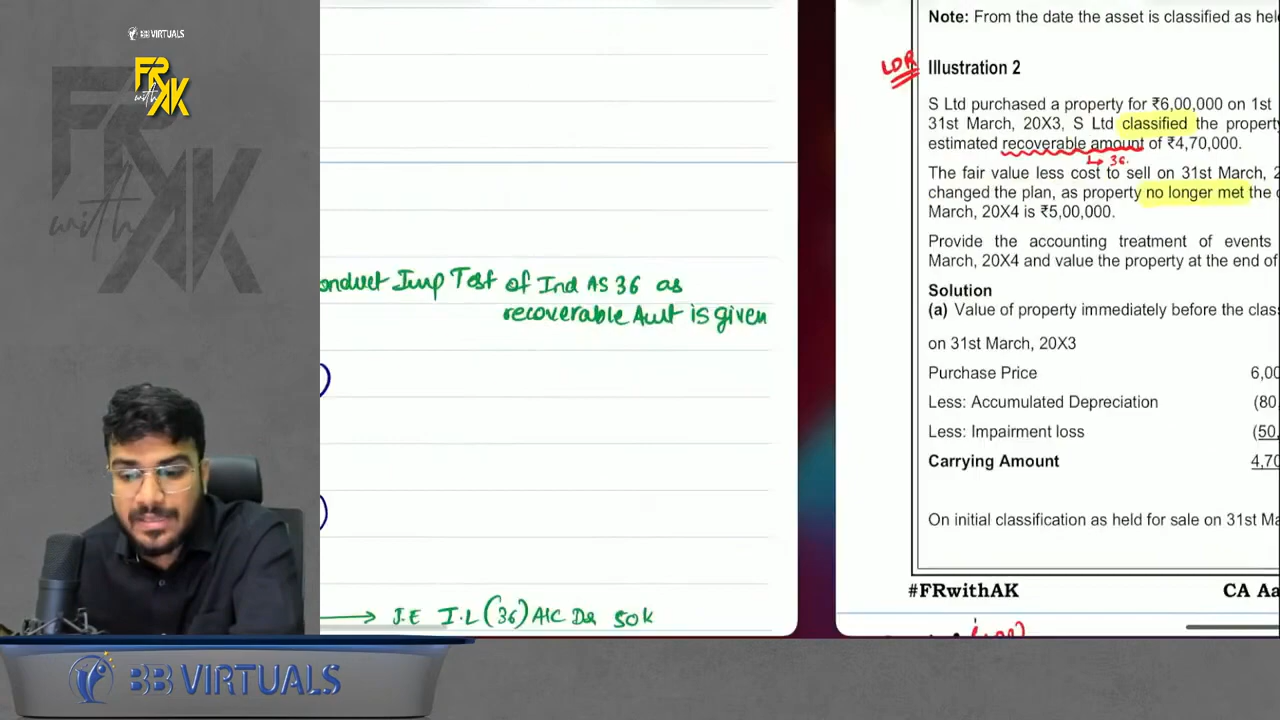 BB VIRTUALS
FR
with
AK
FR
with
AK
onduct Imp Test of Ind AS 36 as
recoverable Amt is given
J.E I.L (36) A/C Dr 50k
Note: From the date the asset is classified as hel
LDR
Illustration 2
S Ltd purchased a property for ₹6,00,000 on 1st
31st March, 20X3, S Ltd classified the property
estimated recoverable amount of ₹4,70,000.
↳ 36.
The fair value less cost to sell on 31st March, 2
changed the plan, as property no longer met the c
March, 20X4 is ₹5,00,000.
Provide the accounting treatment of events
March, 20X4 and value the property at the end of
Solution
(a) Value of property immediately before the class
on 31st March, 20X3
Purchase Price 6,00
Less: Accumulated Depreciation (80,
Less: Impairment loss (50,
Carrying Amount 4,70
On initial classification as held for sale on 31st Ma
#FRwithAK CA Aa
BB VIRTUALS